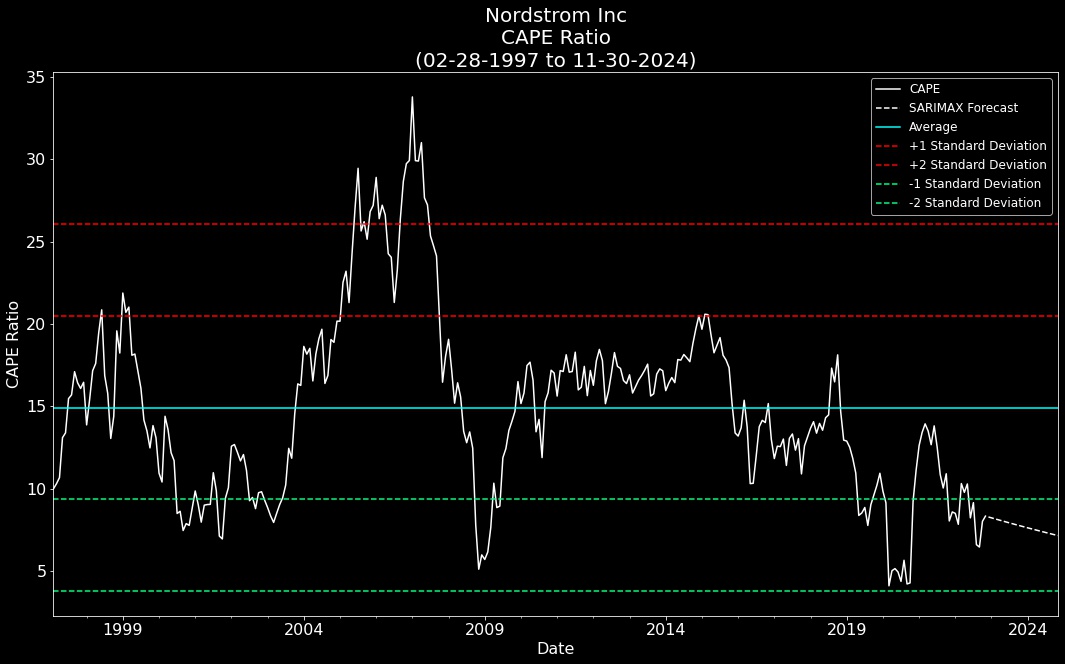 Nordstrom Inc
CAPE Ratio
(02-28-1997 to 11-30-2024)
CAPE
SARIMAX Forecast
Average
+1 Standard Deviation
+2 Standard Deviation
-1 Standard Deviation
-2 Standard Deviation
CAPE Ratio
35
30
25
20
15
10
5
1999 2004 2009 2014 2019 2024
Date